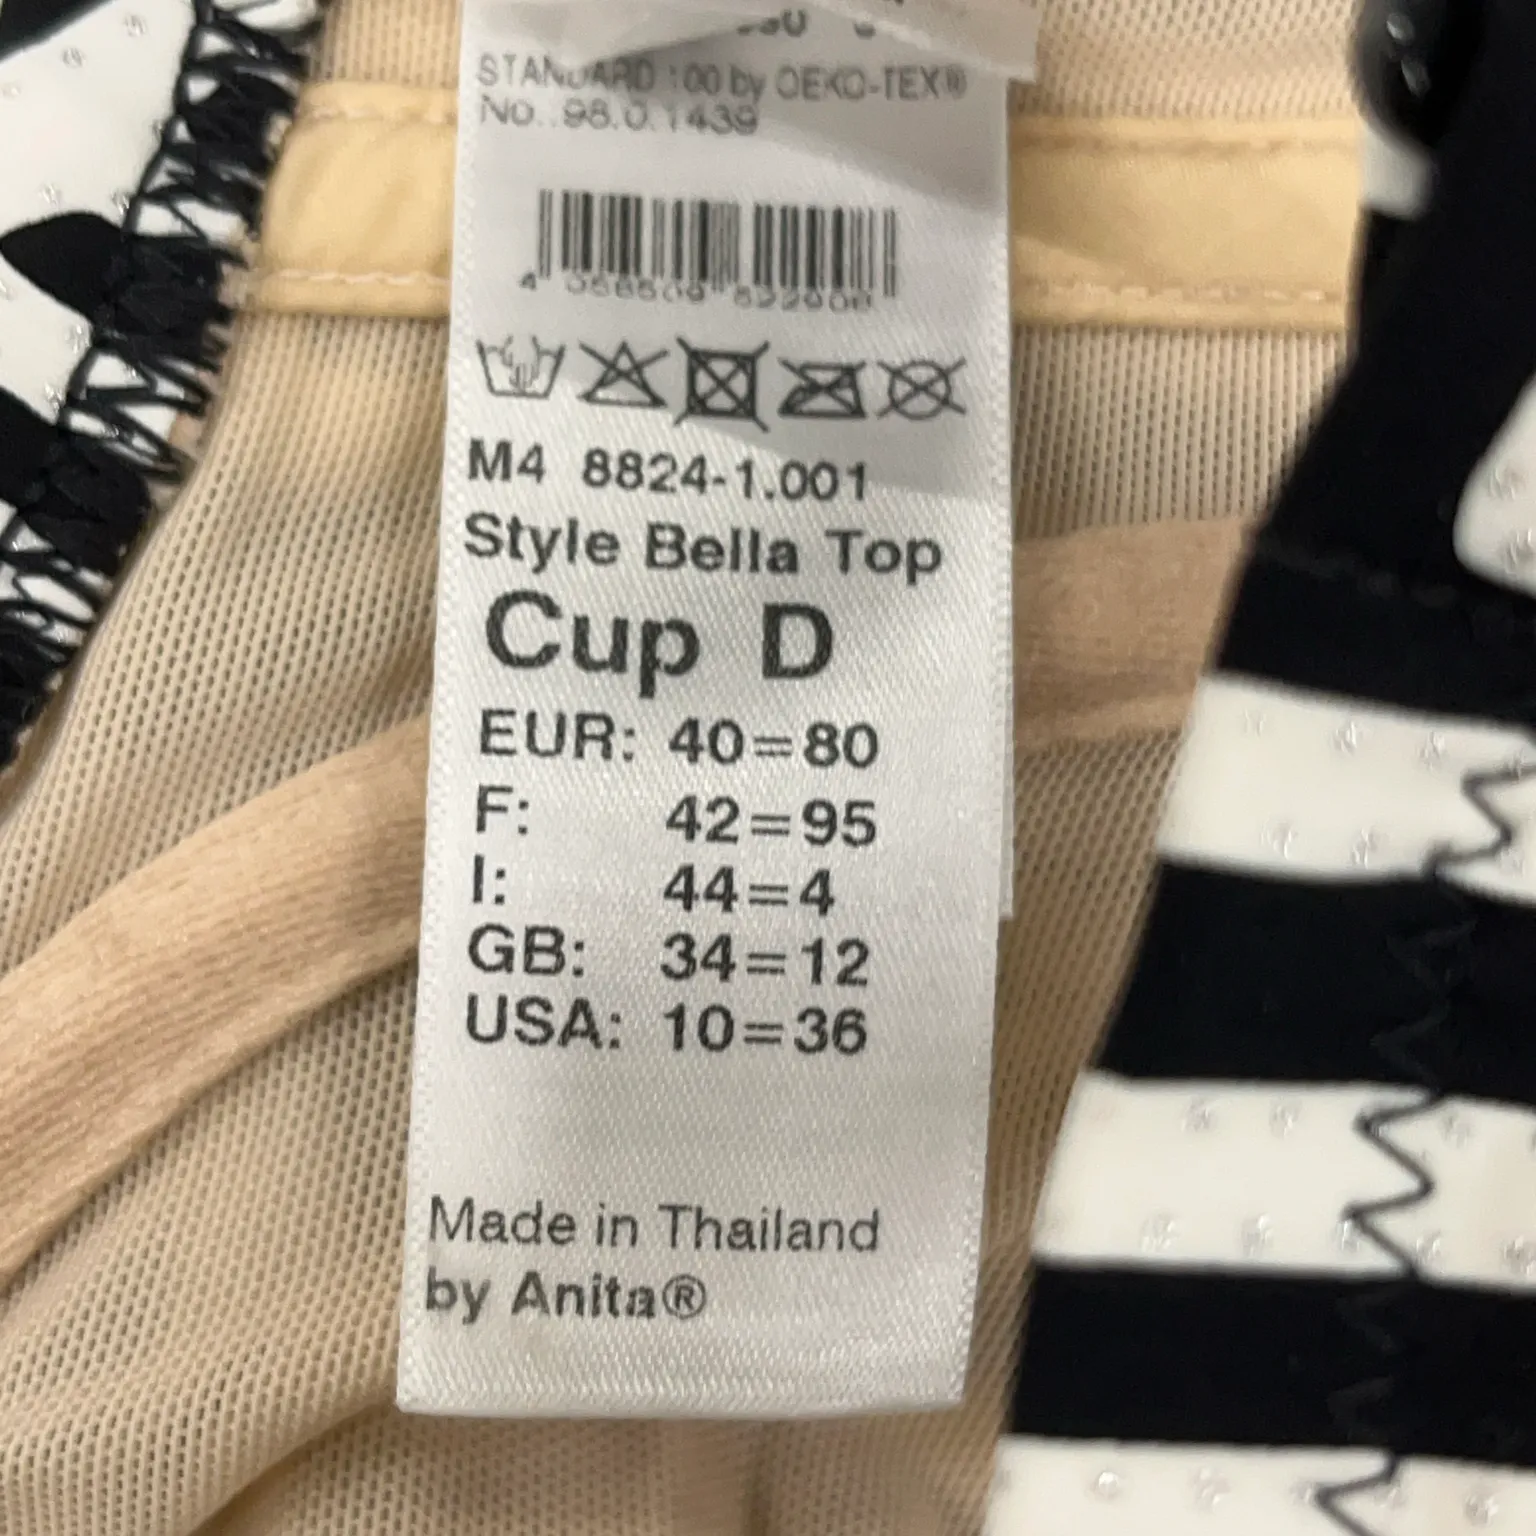 STANDARD 100 by OEKO-TEX®
No. 98.0.1439
M4 8824-1.001
Style Bella Top
Cup D
EUR: 40=80
F: 42=95
I: 44=4
GB: 34=12
USA: 10=36
Made in Thailand
by Anita®